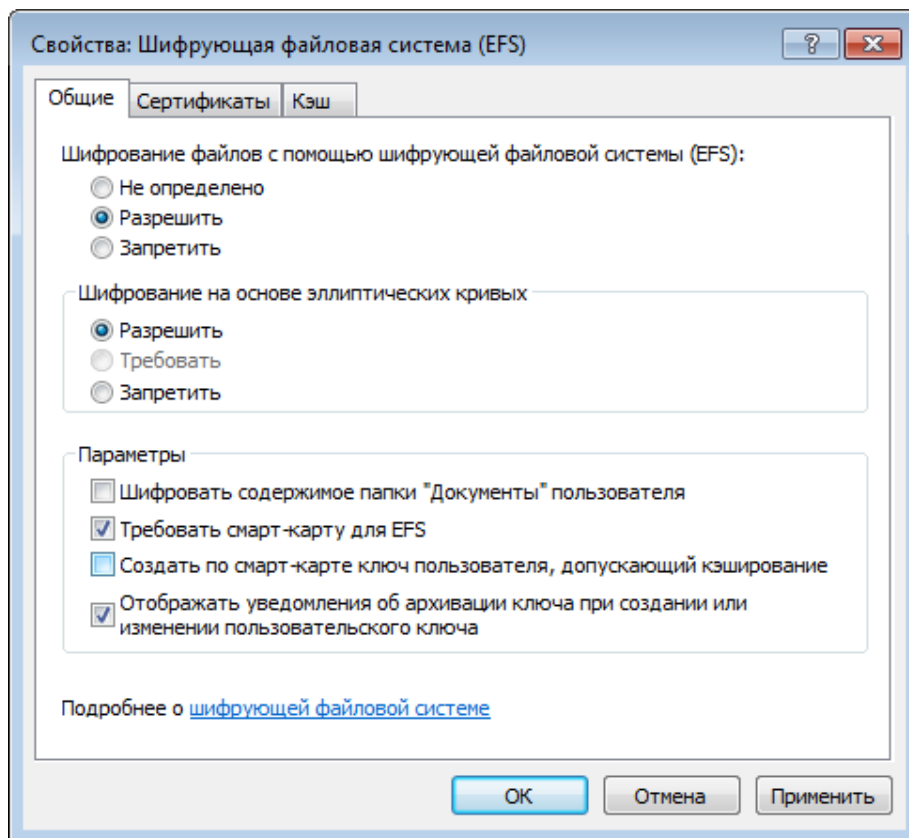 Свойства: Шифрующая файловая система (EFS)
Общие Сертификаты Кэш
Шифрование файлов с помощью шифрующей файловой системы (EFS):
Не определено
Разрешить
Запретить
Шифрование на основе эллиптических кривых
Разрешить
Требовать
Запретить
Параметры
Шифровать содержимое папки "Документы" пользователя
Требовать смарт-карту для EFS
Создать по смарт-карте ключ пользователя, допускающий кэширование
Отображать уведомления об архивации ключа при создании или
изменении пользовательского ключа
Подробнее о шифрующей файловой системе
ОК Отмена Применить